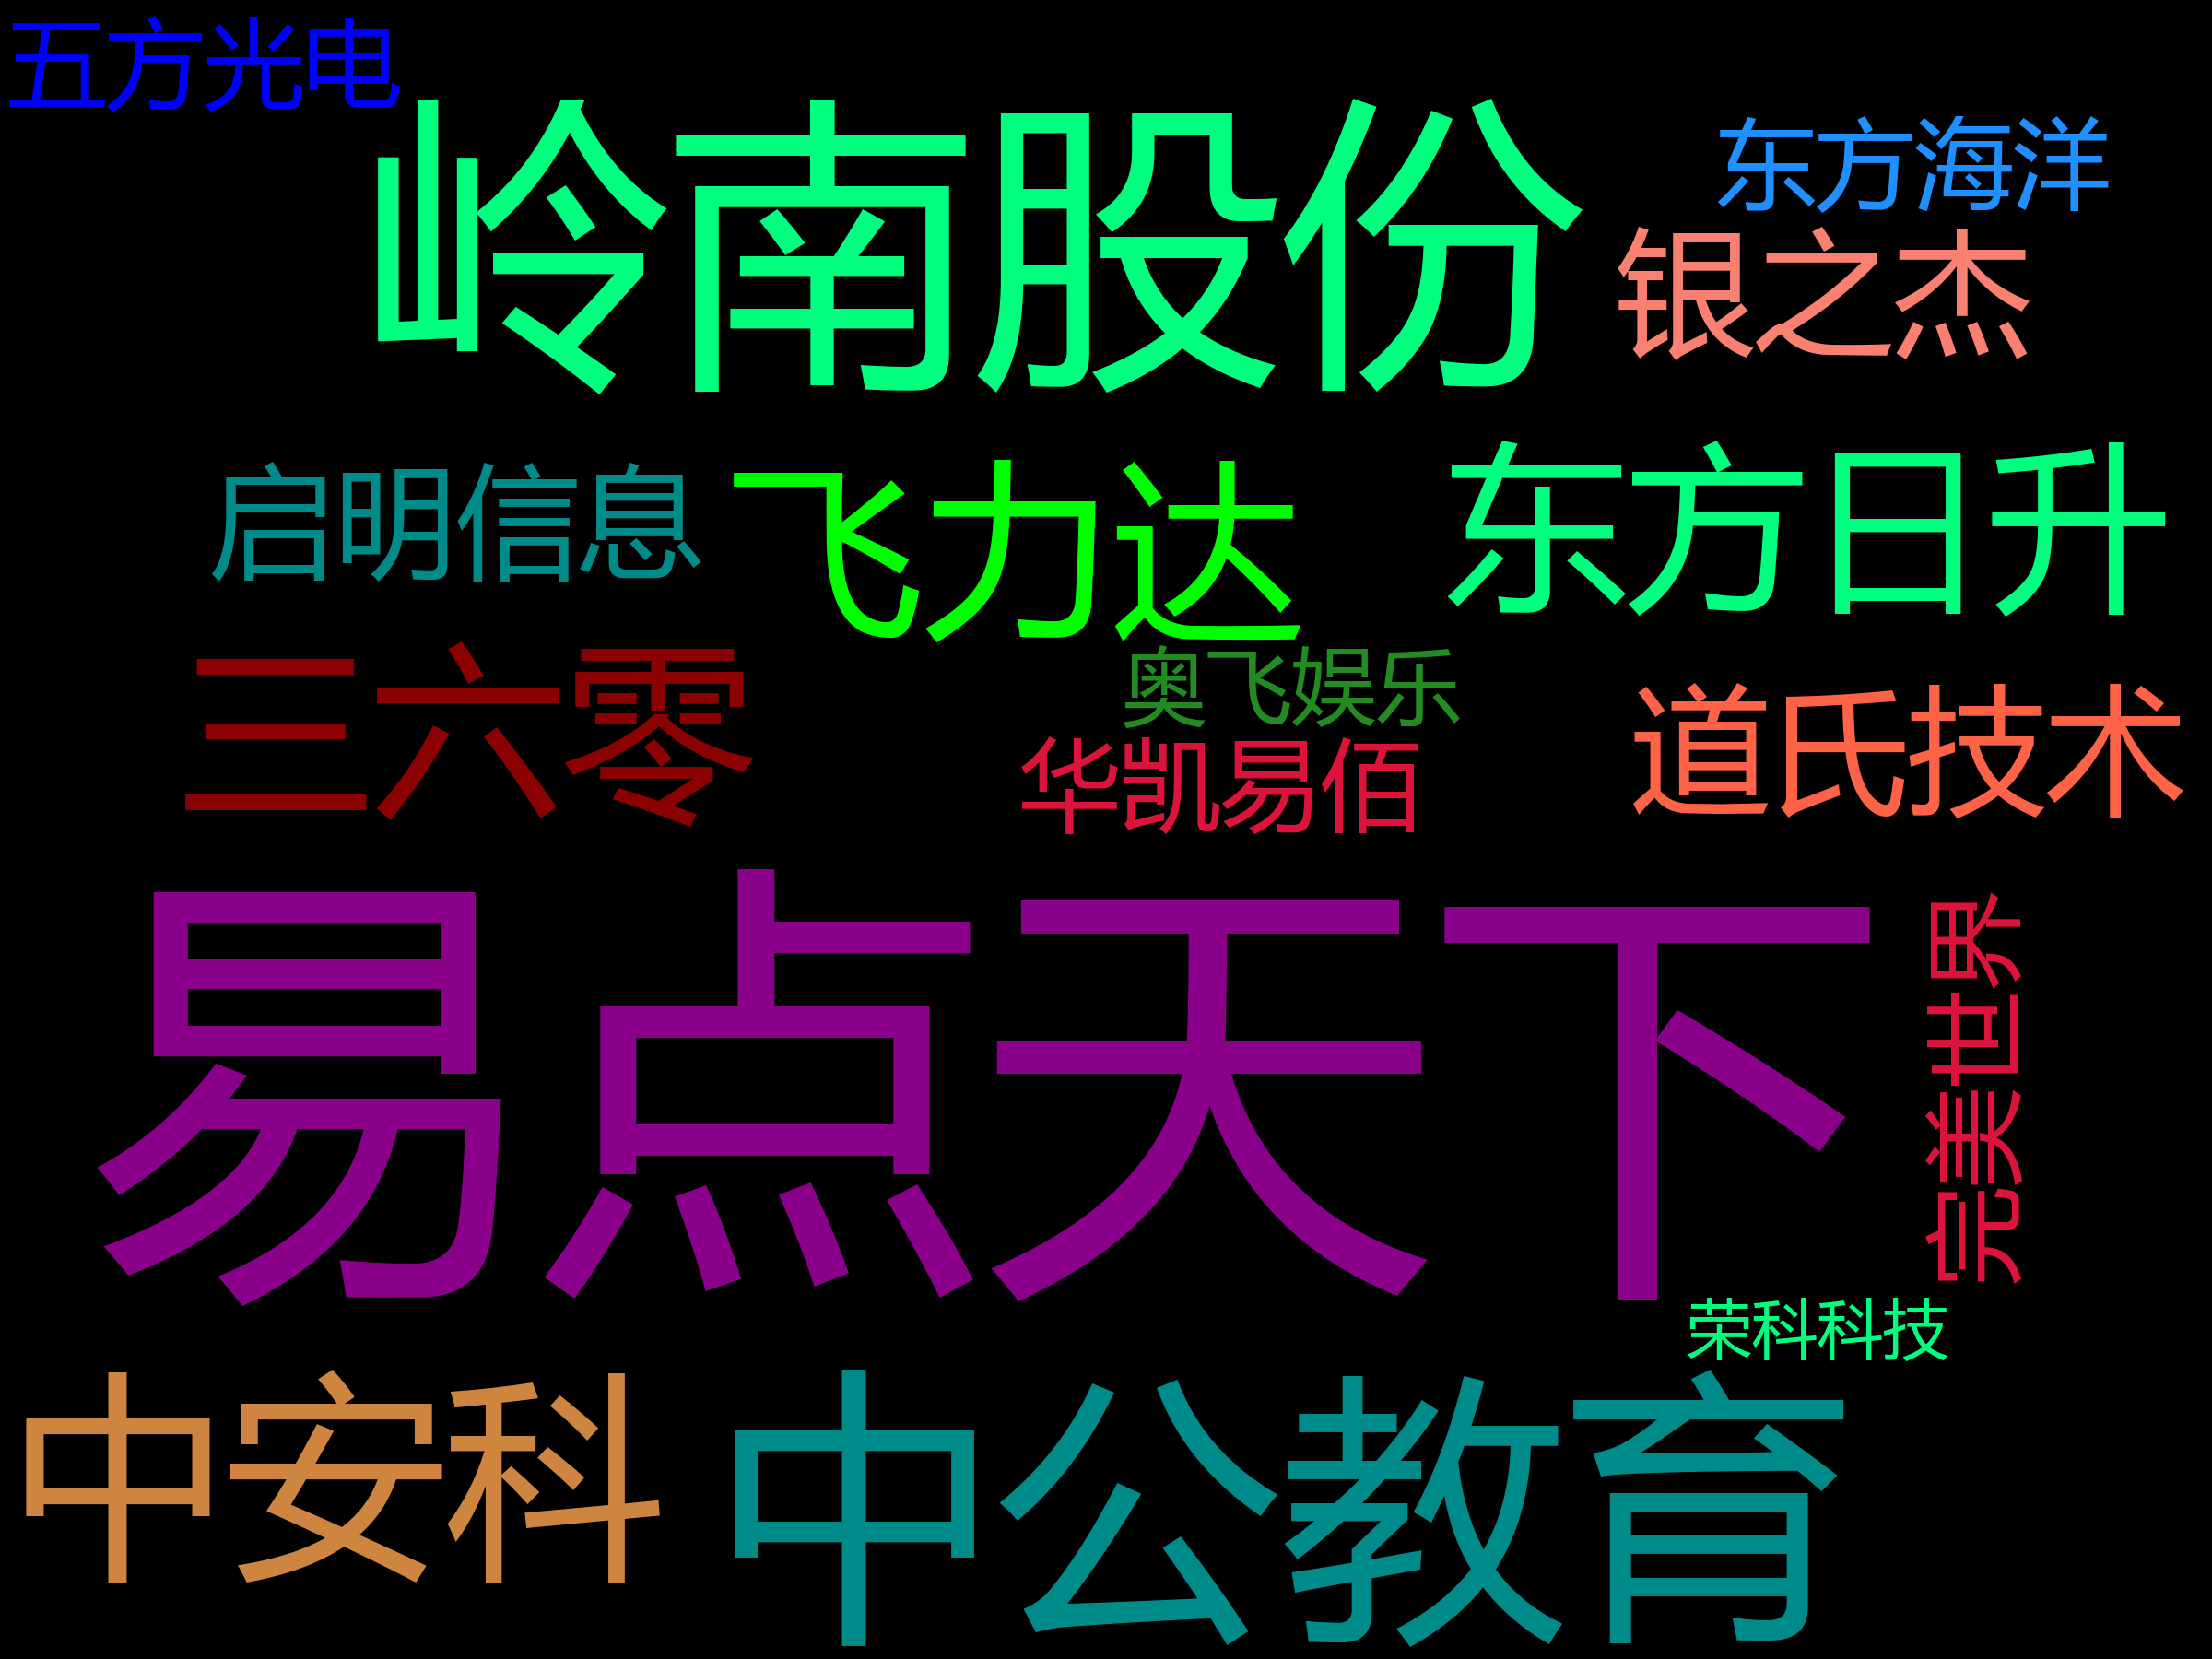 五方光电
岭南股份
东方海洋
银之杰
启明信息
飞力达
东方日升
三六零
奥飞娱乐
华凯易佰
道氏技术
易点天下
完美世界
荣科科技
中安科
中公教育